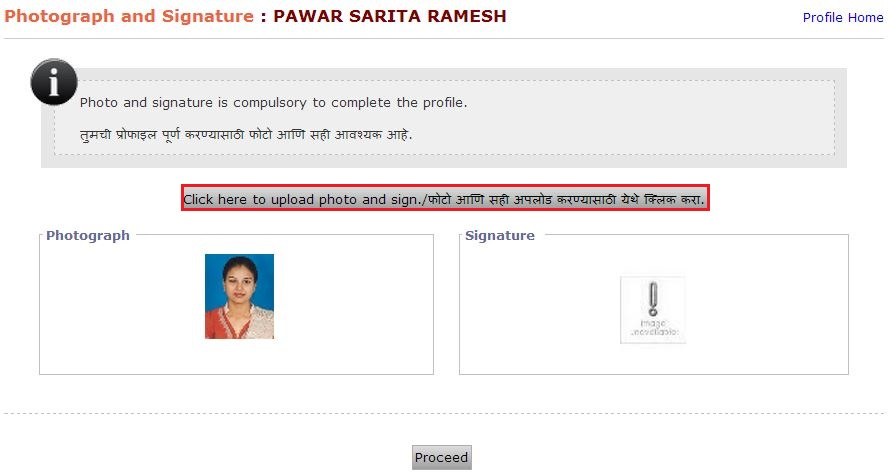 Photograph and Signature : PAWAR SARITA RAMESH
Profile Home
Photo and signature is compulsory to complete the profile.
तुमची प्रोफाइल पूर्ण करण्यासाठी फोटो आणि सही आवश्यक आहे.
Click here to upload photo and sign./फोटो आणि सही अपलोड करण्यासाठी येथे क्लिक करा.
Photograph
Signature
Image
Unavailable!
Proceed